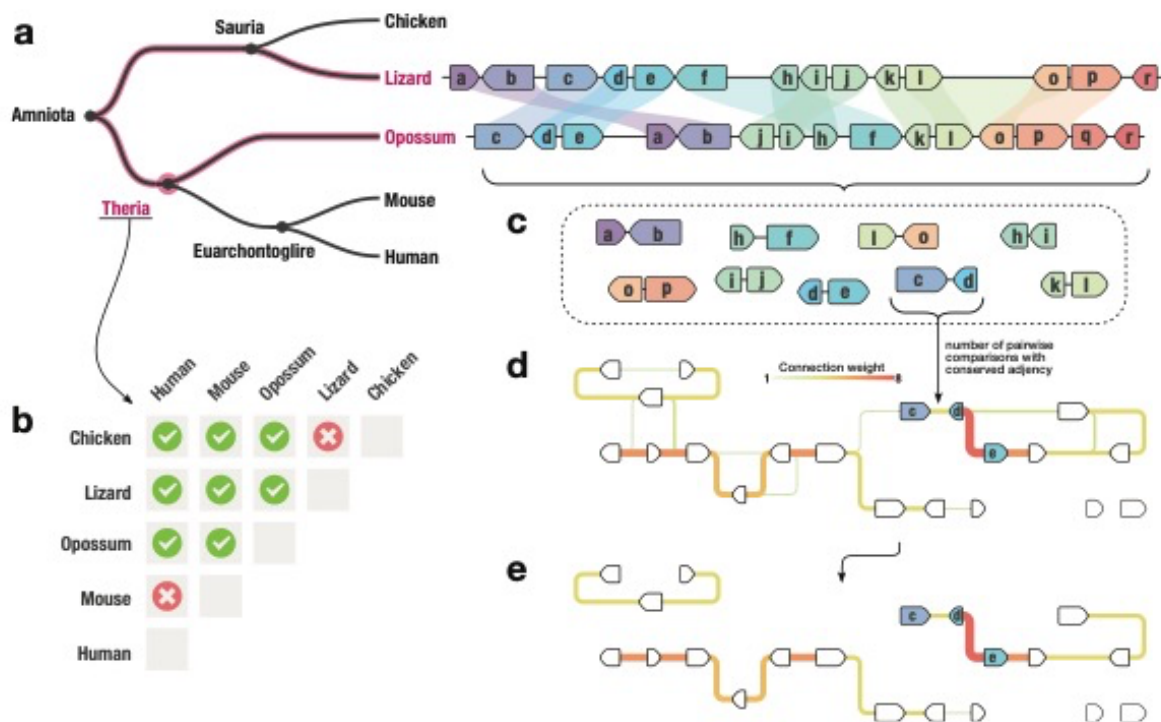 a
Sauria
Chicken
Lizard
a b c d e f h i j k l o p r
Amniota
Opossum
c d e a b j i h f k l o p q r
Theria
Mouse
Euarchontoglire
Human
c
a b
h f
l o
h i
o p
i j
d e
c d
k l
number of pairwise
comparisons with
conserved adjency
d
Connection weight
1 8
c d
e
b
Human Mouse Opossum Lizard Chicken
Chicken
Lizard
Opossum
Mouse
Human
e
c d
e